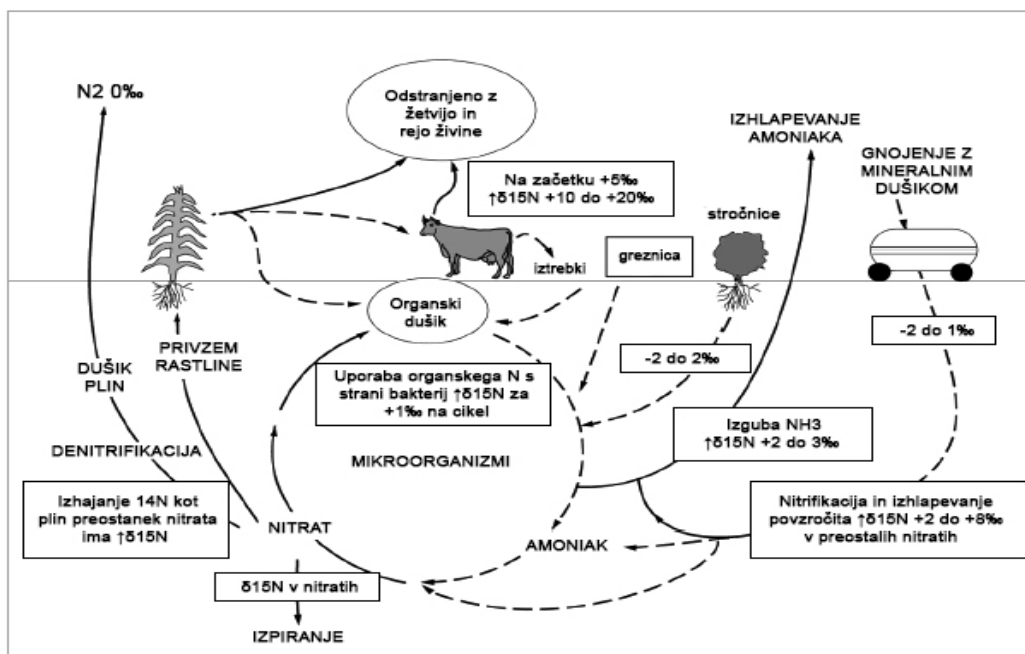 N2 0‰
Odstranjeno z
žetvijo in
rejo živine
IZHLAPEVANJE
AMONIAKA
GNOJENJE Z
MINERALNIM
DUŠIKOM
Na začetku +5‰
↑δ15N +10 do +20‰
stročnice
greznica
iztrebki
Organski
dušik
-2 do 1‰
-2 do 2‰
PRIVZEM
RASTLINE
DUŠIK
PLIN
Uporaba organskega N s
strani bakterij ↑δ15N za
+1‰ na cikel
Izguba NH3
↑δ15N +2 do 3‰
DENITRIFIKACIJA
MIKROORGANIZMI
Izhajanje 14N kot
plin preostanek nitrata
ima ↑δ15N
NITRAT
AMONIAK
Nitrifikacija in izhlapevanje
povzročita ↑δ15N +2 do +8‰
v preostalih nitratih
δ15N v nitratih
IZPIRANJE